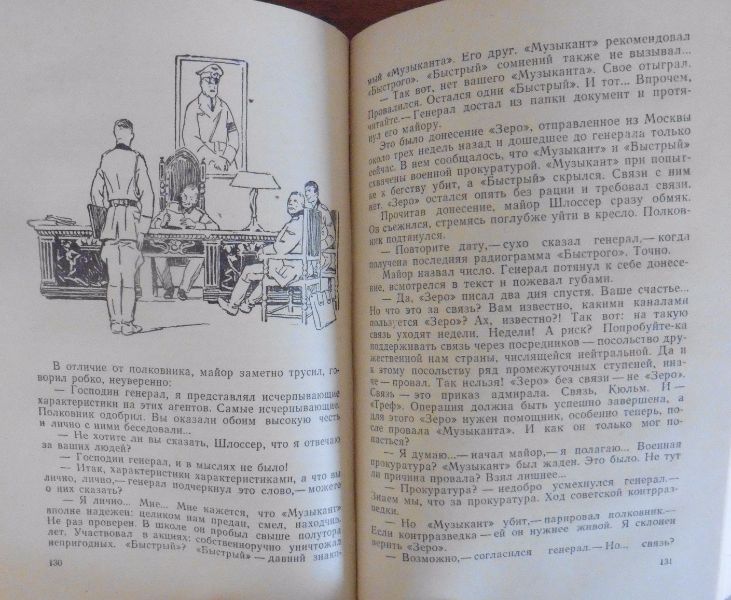 В отличие от полковника, майор заметно трусил, го-
ворил робко, неуверенно:
— Господин генерал, я представлял исчерпывающие
характеристики на этих агентов. Самые исчерпывающие.
Полковник одобрил. Вы оказали обоим высокую честь
и лично с ними беседовали...
— Не хотите ли вы сказать, Шлоссер, что я отвечаю
за ваших людей?
— Господин генерал, и в мыслях не было!
— Итак, характеристики характеристиками, а что вы
лично, лично,— генерал подчеркнул это слово,— можете
о них сказать?
— Я лично... Мне... Мне кажется, что «Музыкант»
вполне надежен: целиком нам предан, смел, находчив.
Не раз проверен. В школе он пробыл свыше полутора
лет. Участвовал в акциях: собственноручно уничтожал
непригодных. «Быстрый»? «Быстрый» — давний знако-
130
мый «Музыканта». Его друг. «Музыкант» рекомендовал
«Быстрого». «Быстрый» сомнений также не вызывал...
— Так вот, нет вашего «Музыканта». Свое отыграл.
Провалился. Остался один «Быстрый». И тот... Впрочем,
читайте.— Генерал достал из папки документ и протя-
нул его майору.
Это было донесение «Зеро», отправленное из Москвы
около трех недель назад и дошедшее до генерала только
сейчас. В нем сообщалось, что «Музыкант» и «Быстрый»
схвачены военной прокуратурой. «Музыкант» при попыт-
ке к бегству убит, а «Быстрый» скрылся. Связи с ним
нет. «Зеро» остался опять без рации и требовал связи.
Прочитав донесение, майор Шлоссер сразу обмяк.
Он съежился, стремясь поглубже уйти в кресло. Полков-
ник подтянулся.
— Повторите дату,— сухо сказал генерал,— когда
получена последняя радиограмма «Быстрого». Точно.
Майор назвал число. Генерал потянул к себе донесе-
ние, всмотрелся в текст и пожевал губами.
— Да, «Зеро» писал два дня спустя. Ваше счастье...
Но что это за связь? Вам известно, какими каналами
пользуется «Зеро»? Ах, известно?! Так вот: на такую
связь уходят недели. Недели! А риск? Попробуйте-ка
поддерживать связь через посредников — посольство дру-
жественной нам страны, числящейся нейтральной. Да и
к этому посольству ряд промежуточных ступеней, ина-
че — провал. Так нельзя! «Зеро» без связи — не «Зеро».
Связь — это приказ адмирала. Связь, Кюльм. И —
«Треф». Операция должна быть успешно завершена, а
для этого «Зеро» нужен помощник, особенно теперь, по-
сле провала «Музыканта». И как он только мог по-
пасться?
— Я думаю...— начал майор,— я полагаю... Военная
прокуратура? «Музыкант» был жаден. Это было. Не тут
ли причина провала? Взял лишнее...
— Прокуратура? — недобро усмехнулся генерал.—
Знаем мы, что за прокуратура. Ход советской контрраз-
ведки.
— Но «Музыкант» убит,— парировал полковник.—
Если контрразведка — ей он нужнее живой. Я склонен
верить «Зеро».
— Возможно,— согласился генерал.— Но... связь?
131